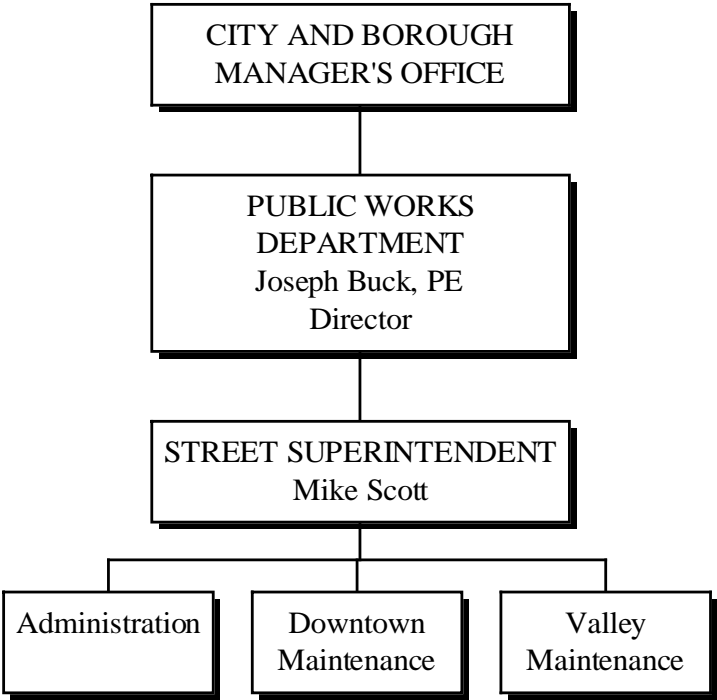 CITY AND BOROUGH
MANAGER'S OFFICE
PUBLIC WORKS
DEPARTMENT
Joseph Buck, PE
Director
STREET SUPERINTENDENT
Mike Scott
Administration
Downtown
Maintenance
Valley
Maintenance